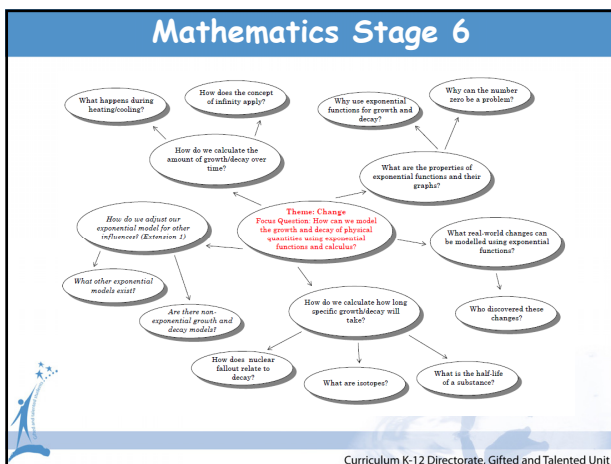 Mathematics Stage 6
What happens during
heating/cooling?
How does the concept
of infinity apply?
Why use exponential
functions for growth and
decay?
Why can the number
zero be a problem?
How do we calculate the
amount of growth/decay over
time?
What are the properties of
exponential functions and their
graphs?
Theme: Change
Focus Question: How can we model
the growth and decay of physical
quantities using exponential
functions and calculus?
How do we adjust our
exponential model for other
influences? (Extension 1)
What real-world changes can
be modelled using exponential
functions?
What other exponential
models exist?
Are there non-
exponential growth and
decay models?
How do we calculate how long
specific growth/decay will
take?
Who discovered these
changes?
How does nuclear
fallout relate to
decay?
What are isotopes?
What is the half-life
of a substance?
gifted and talented students
Curriculum K-12 Directorate, Gifted and Talented Unit